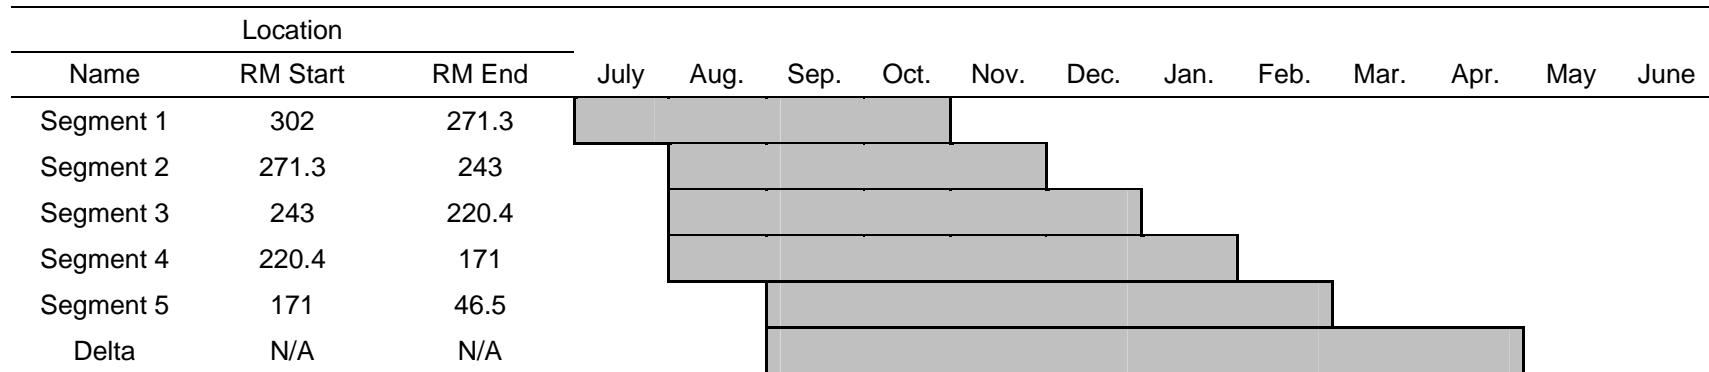 Location
Name RM Start RM End July Aug. Sep. Oct. Nov. Dec. Jan. Feb. Mar. Apr. May June
Segment 1 302 271.3
Segment 2 271.3 243
Segment 3 243 220.4
Segment 4 220.4 171
Segment 5 171 46.5
Delta N/A N/A